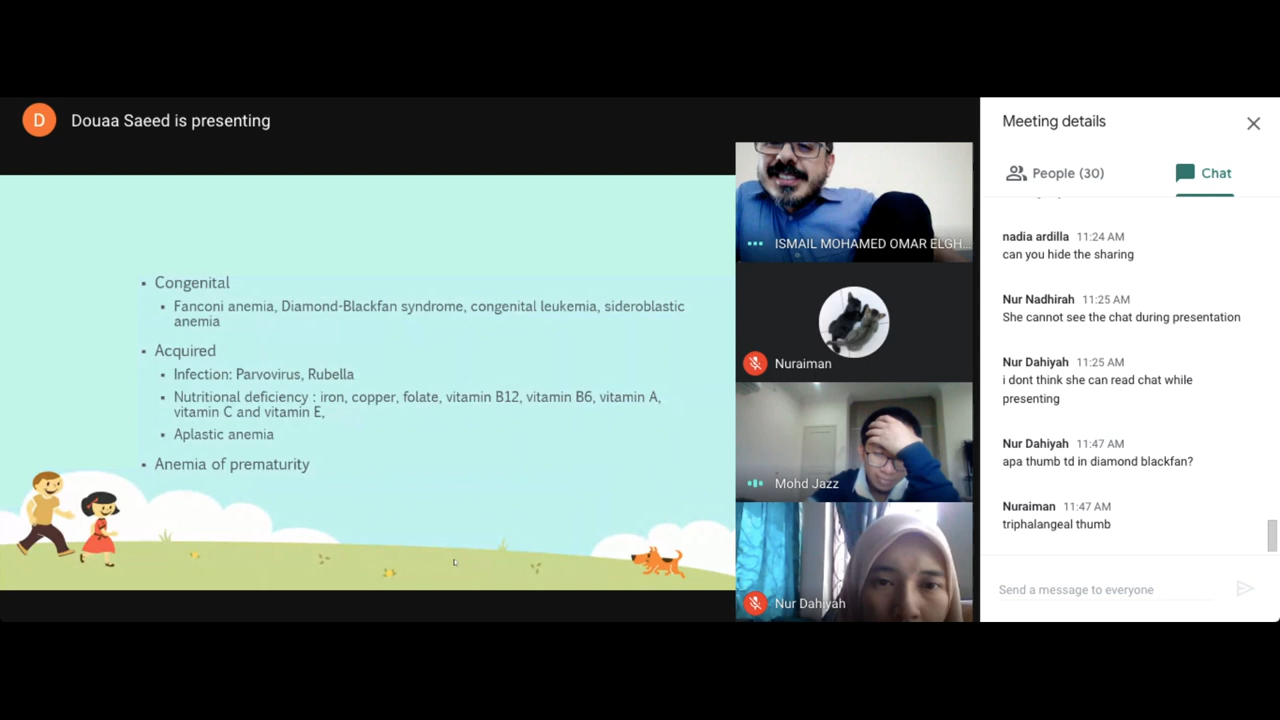 D
Douaa Saeed is presenting
• Congenital
• Fanconi anemia, Diamond-Blackfan syndrome, congenital leukemia, sideroblastic
anemia
• Acquired
• Infection: Parvovirus, Rubella
• Nutritional deficiency : iron, copper, folate, vitamin B12, vitamin B6, vitamin A,
vitamin C and vitamin E,
• Aplastic anemia
• Anemia of prematurity
ISMAIL MOHAMED OMAR ELGH...
Nuraiman
Mohd Jazz
Nur Dahiyah
Meeting details
People (30)
Chat
nadia ardilla 11:24 AM
can you hide the sharing
Nur Nadhirah 11:25 AM
She cannot see the chat during presentation
Nur Dahiyah 11:25 AM
i dont think she can read chat while
presenting
Nur Dahiyah 11:47 AM
apa thumb td in diamond blackfan?
Nuraiman 11:47 AM
triphalangeal thumb
Send a message to everyone